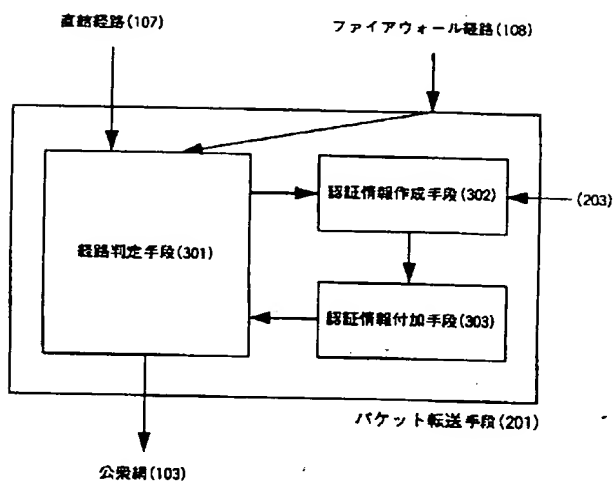 直結経路(107)
ファイアウォール経路(108)
認証情報作成手段(302)
(203)
経路判定手段(301)
認証情報付加手段(303)
パケット転送手段(201)
公衆網(103)